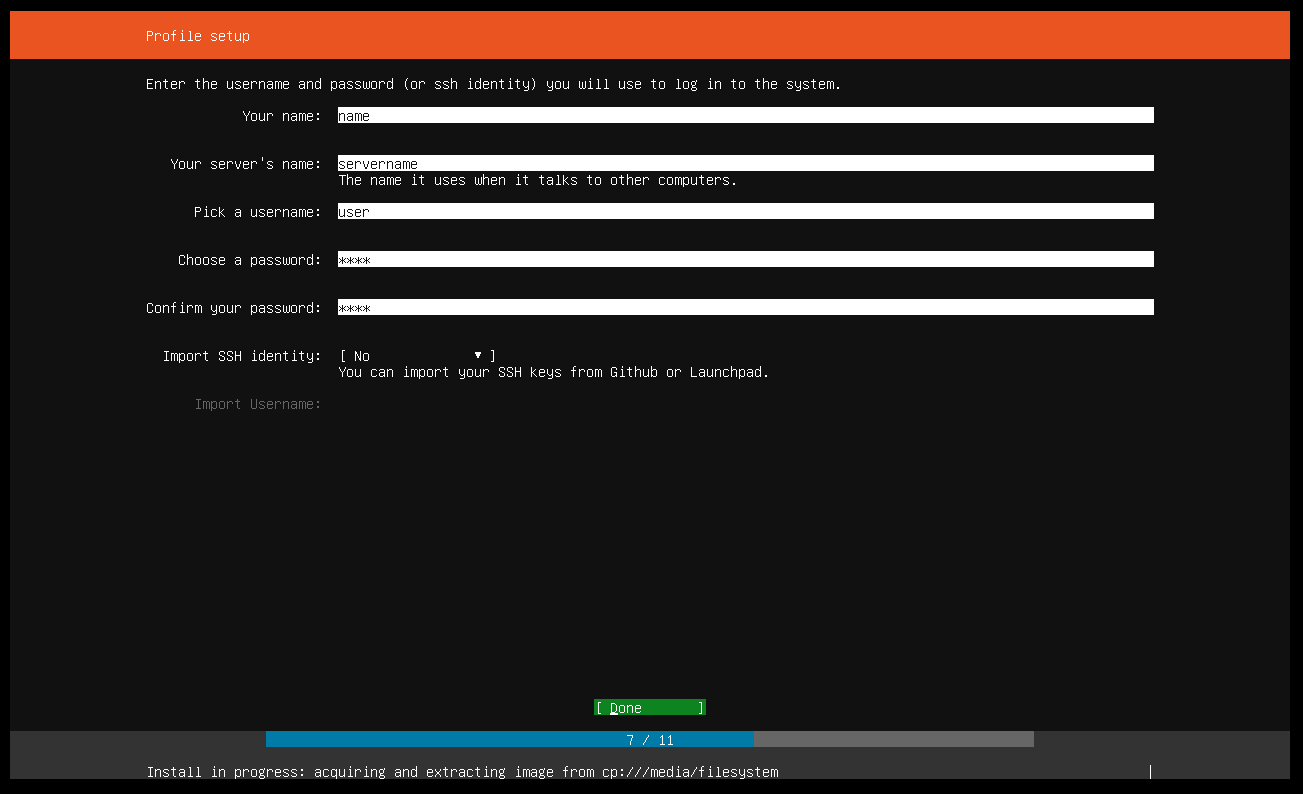 Profile setup
Enter the username and password (or ssh identity) you will use to log in to the system.
Your name: name
Your server's name: servername
The name it uses when it talks to other computers.
Pick a username: user
Choose a password: ****
Confirm your password: ****
Import SSH identity: [ No ▼ ]
You can import your SSH keys from Github or Launchpad.
Import Username:
[ Done ]
7 / 11
Install in progress: acquiring and extracting image from cp:///media/filesystem |